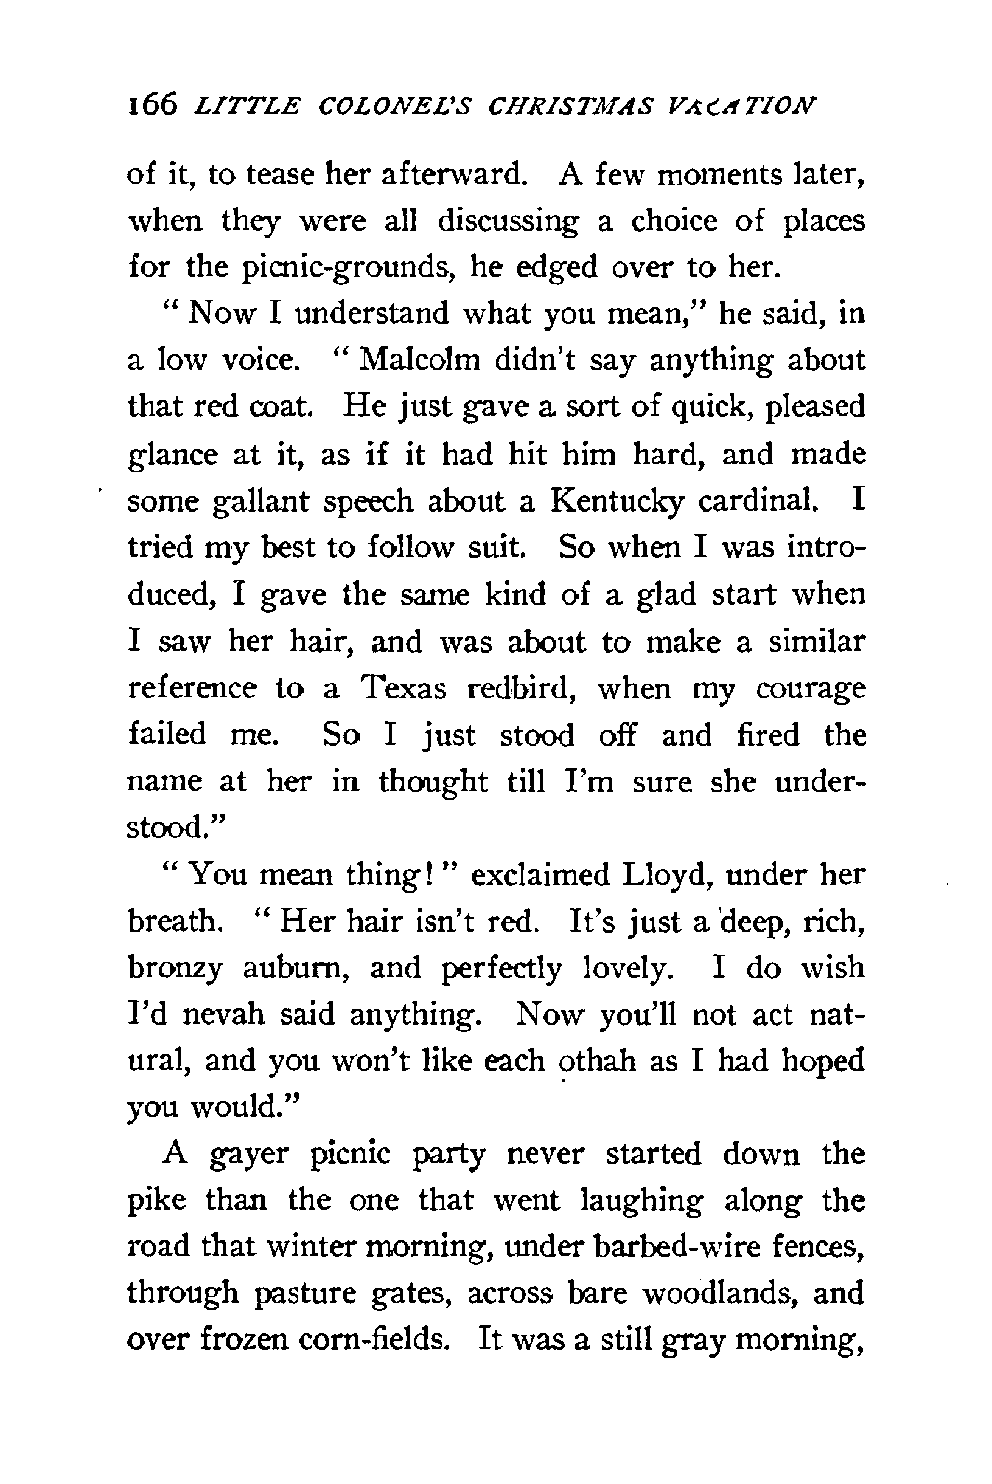 166 LITTLE COLONEL'S CHRISTMAS VACATION
of it, to tease her afterward. A few moments later,
when they were all discussing a choice of places
for the picnic-grounds, he edged over to her.
" Now I understand what you mean," he said, in
a low voice. " Malcolm didn't say anything about
that red coat. He just gave a sort of quick, pleased
glance at it, as if it had hit him hard, and made
some gallant speech about a Kentucky cardinal. I
tried my best to follow suit. So when I was intro-
duced, I gave the same kind of a glad start when
I saw her hair, and was about to make a similar
reference to a Texas redbird, when my courage
failed me. So I just stood off and fired the
name at her in thought till I'm sure she under-
stood."
" You mean thing! " exclaimed Lloyd, under her
breath. " Her hair isn't red. It's just a deep, rich,
bronzy auburn, and perfectly lovely. I do wish
I'd nevah said anything. Now you'll not act nat-
ural, and you won't like each othah as I had hoped
you would."
A gayer picnic party never started down the
pike than the one that went laughing along the
road that winter morning, under barbed-wire fences,
through pasture gates, across bare woodlands, and
over frozen corn-fields. It was a still gray morning,